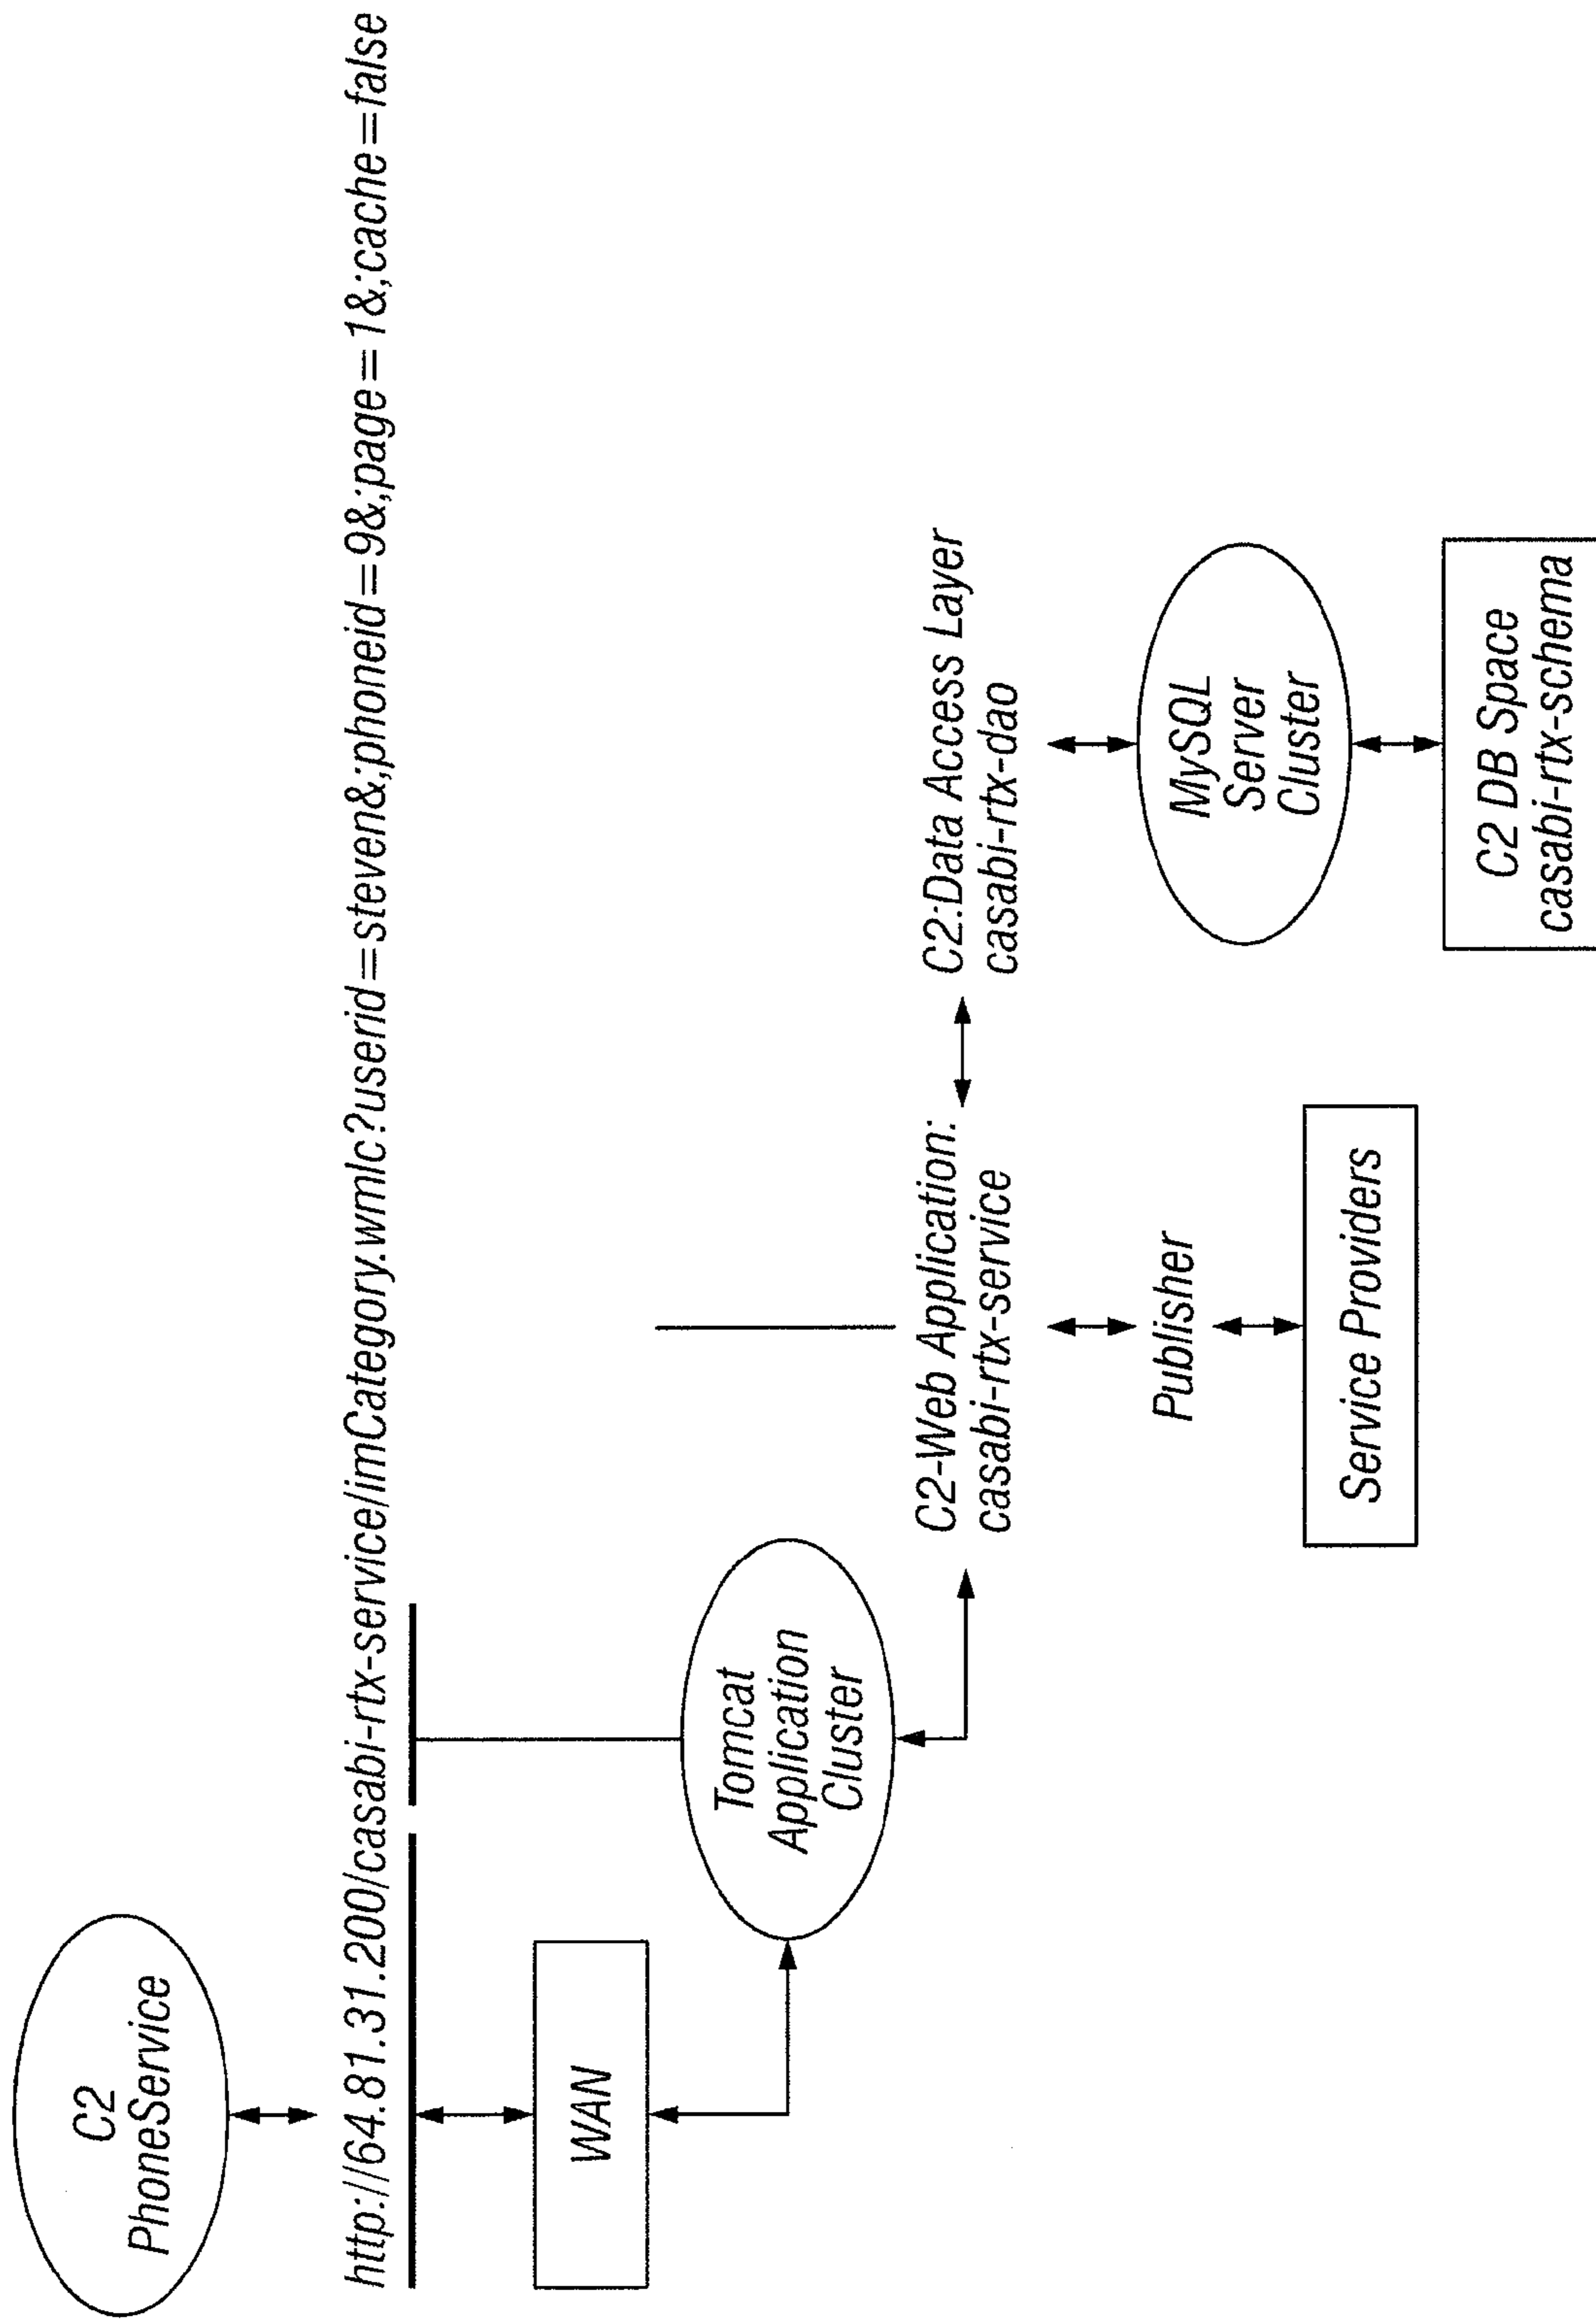 C2
PhoneService
http://64.81.31.200/casabi-rtx-service/imCategory.wmlc?userid=steven&;phoneid=9&;page=1&;cache=false
WAN
Tomcat
Application
Cluster
C2-Web Application:
casabi-rtx-service
C2:Data Access Layer
casabi-rtx-dao
Publisher
Service Providers
MySQL
Server
Cluster
C2 DB Space
casabi-rtx-schema